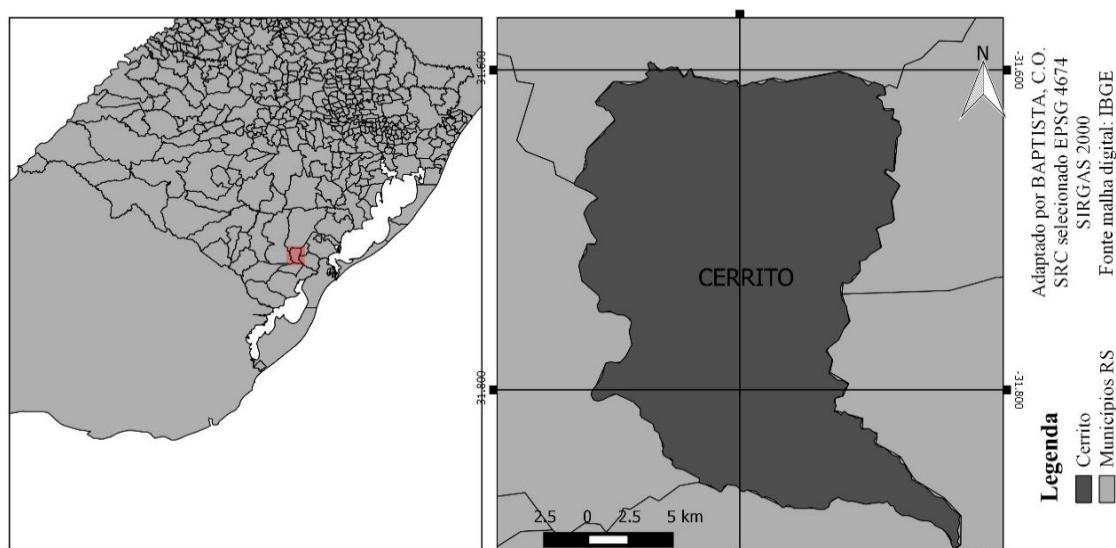 31.600
31.800
CERRITO
2.5 0 2.5 5 km
N
-31.600
-31.800
Adaptado por BAPTISTA, C.O.
SRC selecionado EPSG 4674
SIRGAS 2000
Fonte malha digital: IBGE
Legenda
Cerrito
Municípios RS